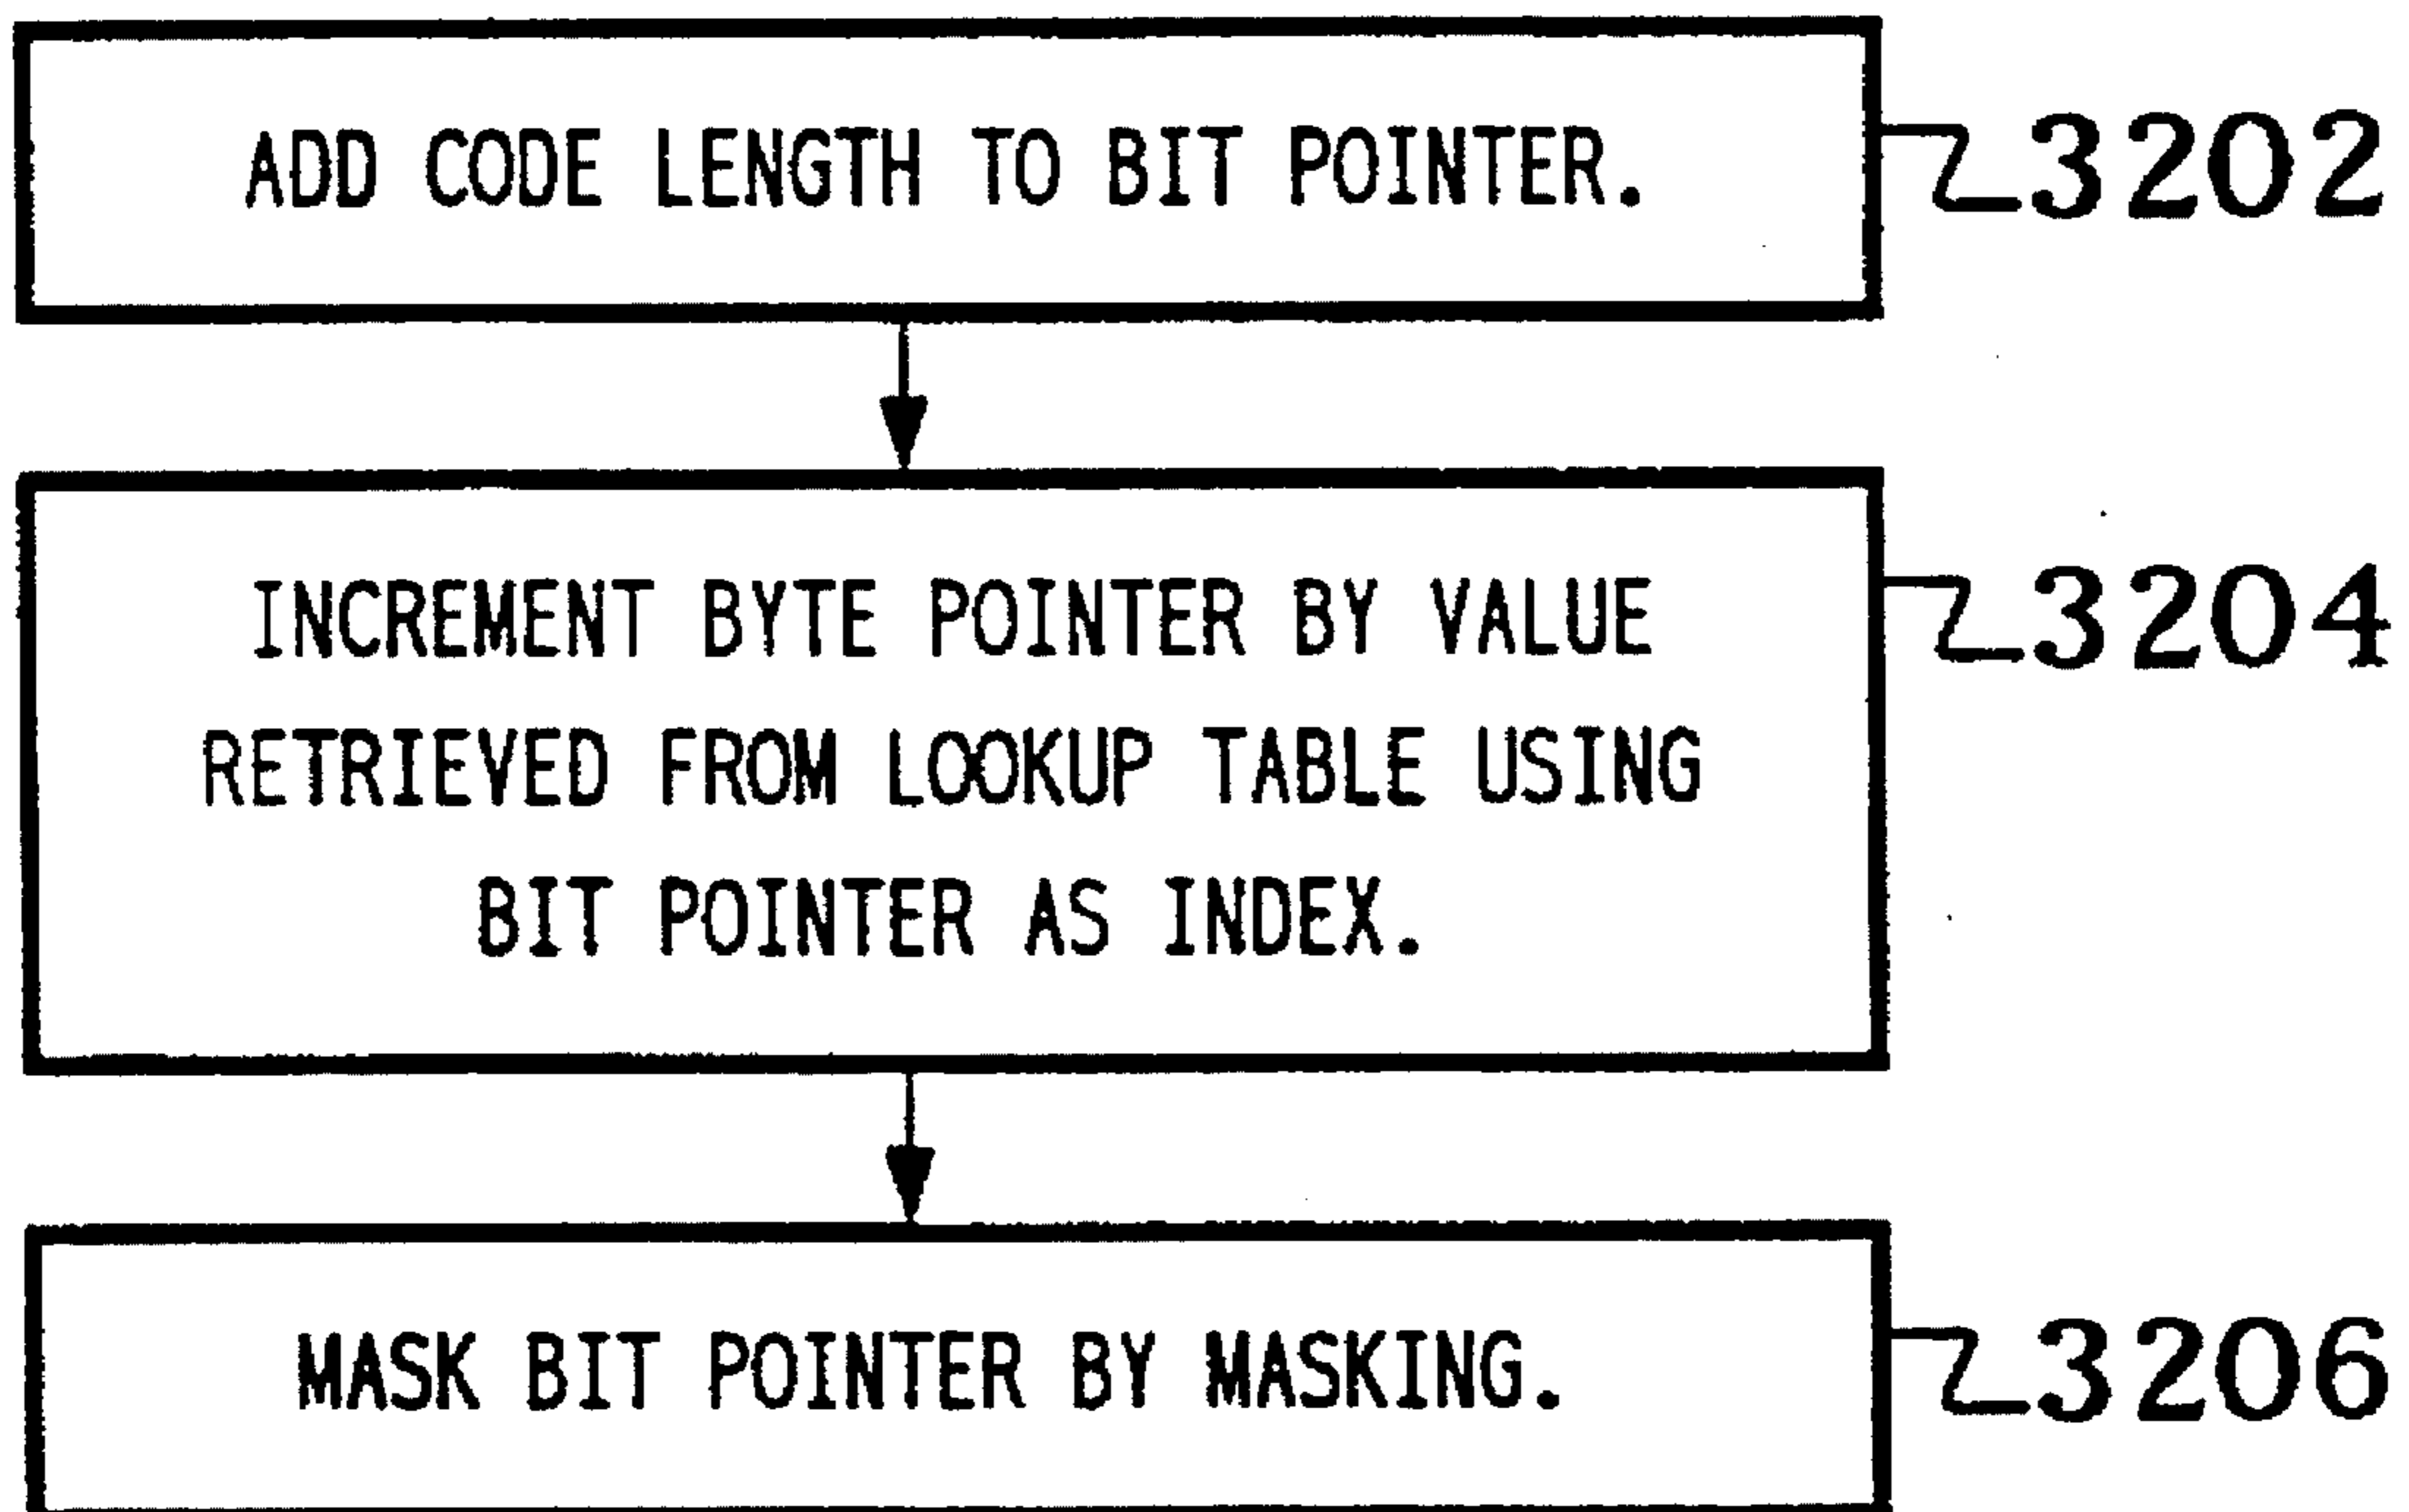 ADD CODE LENGTH TO BIT POINTER.
3202
INCREMENT BYTE POINTER BY VALUE
3204
RETRIEVED FROM LOOKUP TABLE USING
BIT POINTER AS INDEX.
MASK BIT POINTER BY MASKING.
3206